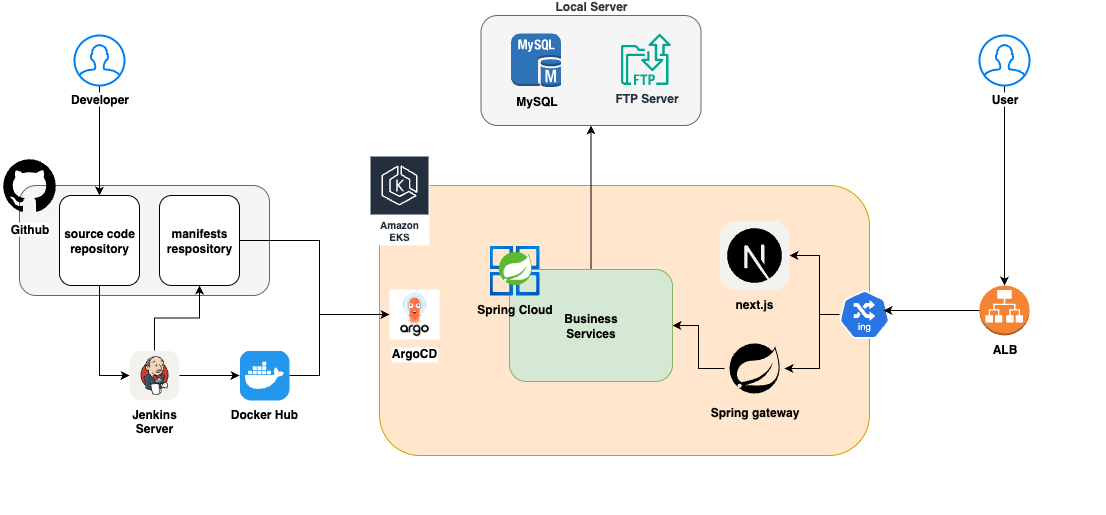 Local Server
MySQL
M
MySQL
FTP
FTP Server
Developer
User
Github
source code
repository
manifests
respository
K
Amazon
EKS
Spring Cloud
Business
Services
N
next.js
ing
ALB
argo
ArgoCD
Jenkins
Server
Docker Hub
Spring gateway